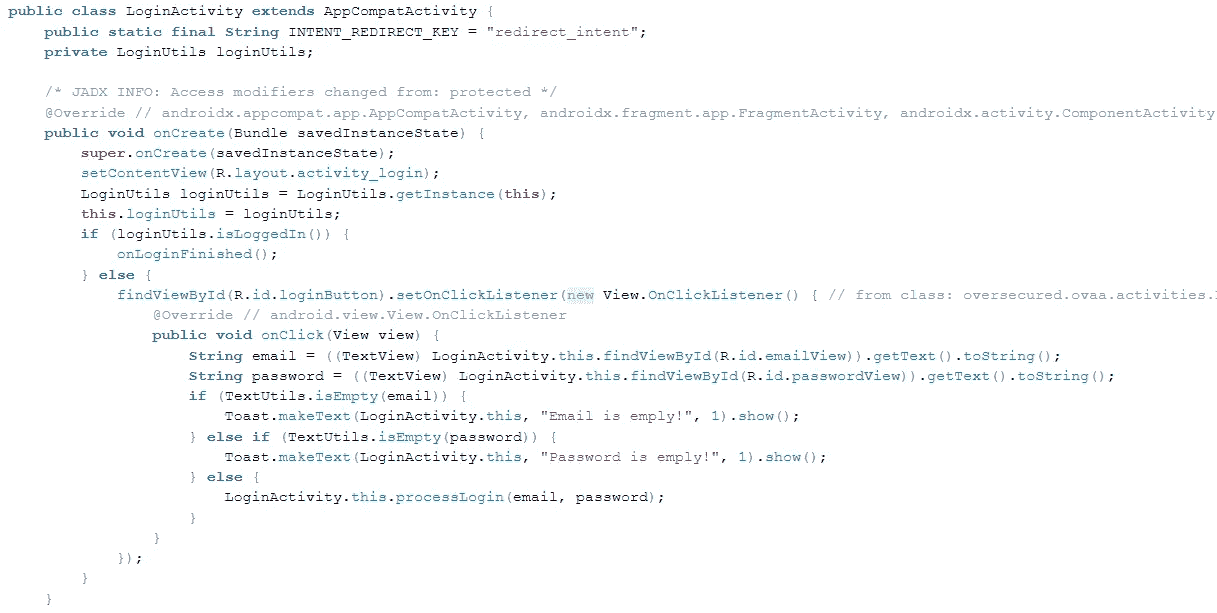 public class LoginActivity extends AppCompatActivity {
public static final String INTENT_REDIRECT_KEY = "redirect_intent";
private LoginUtils loginUtils;
/* JADX INFO: Access modifiers changed from: protected */
@Override // androidx.appcompat.app.AppCompatActivity, androidx.fragment.app.FragmentActivity, androidx.activity.ComponentActivity
public void onCreate(Bundle savedInstanceState) {
super.onCreate(savedInstanceState);
setContentView(R.layout.activity_login);
LoginUtils loginUtils = LoginUtils.getInstance(this);
this.loginUtils = loginUtils;
if (loginUtils.isLoggedIn()) {
onLoginFinished();
} else {
findViewById(R.id.loginButton).setOnClickListener(new View.OnClickListener() { // from class: oversecured.ovaa.activities.
@Override // android.view.View.OnClickListener
public void onClick(View view) {
String email = ((TextView) LoginActivity.this.findViewById(R.id.emailView)).getText().toString();
String password = ((TextView) LoginActivity.this.findViewById(R.id.passwordView)).getText().toString();
if (TextUtils.isEmpty(email)) {
Toast.makeText(LoginActivity.this, "Email is emply!", 1).show();
} else if (TextUtils.isEmpty(password)) {
Toast.makeText(LoginActivity.this, "Password is emply!", 1).show();
} else {
LoginActivity.this.processLogin(email, password);
}
}
});
}
}